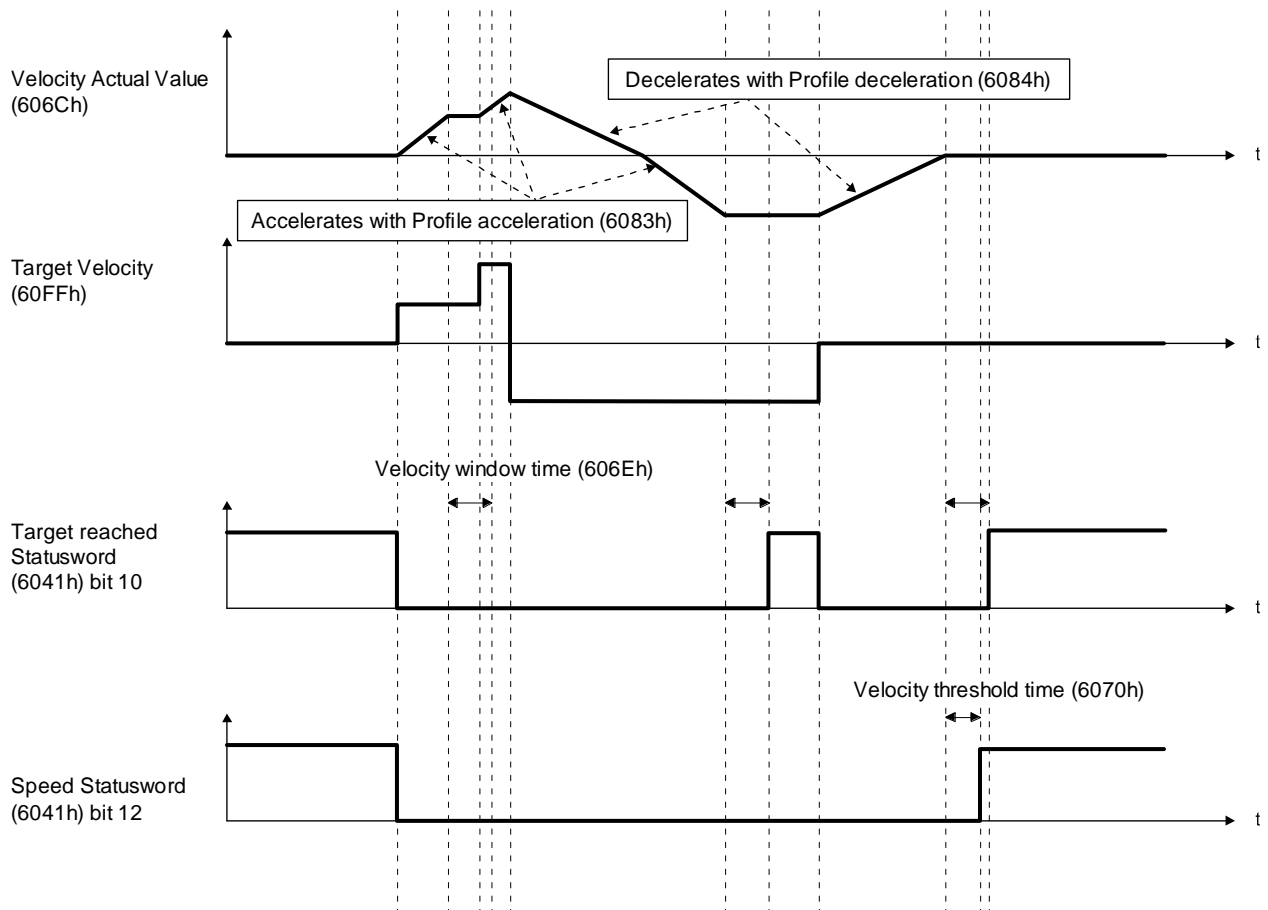 Velocity Actual Value
(606Ch)
Decelerates with Profile deceleration (6084h)
t
Accelerates with Profile acceleration (6083h)
Target Velocity
(60FFh)
t
Velocity window time (606Eh)
Target reached
Statusword
(6041h) bit 10
t
Velocity threshold time (6070h)
Speed Statusword
(6041h) bit 12
t